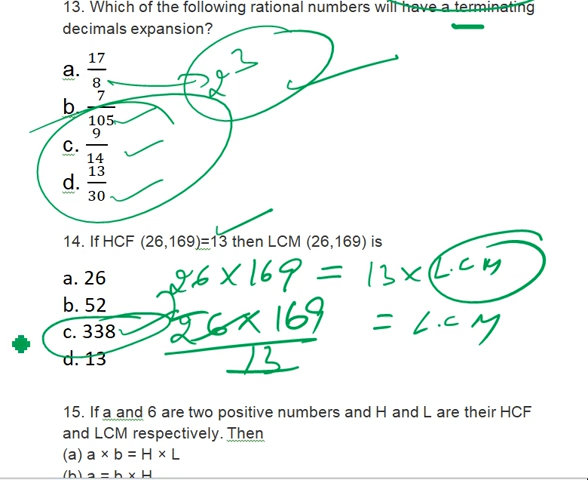 13. Which of the following rational numbers will have a terminating
decimals expansion?
a. 17/8 → 2³
b. 7/105
c. 9/14
d. 13/30
14. If HCF (26,169)=13 then LCM (26,169) is
26 × 169 = 13 × L.C M
a. 26
b. 52
26 × 169 / 13 = L.C M
c. 338
d. 13
15. If a and 6 are two positive numbers and H and L are their HCF
and LCM respectively. Then
(a) a × b = H × L
(b) a = b × H